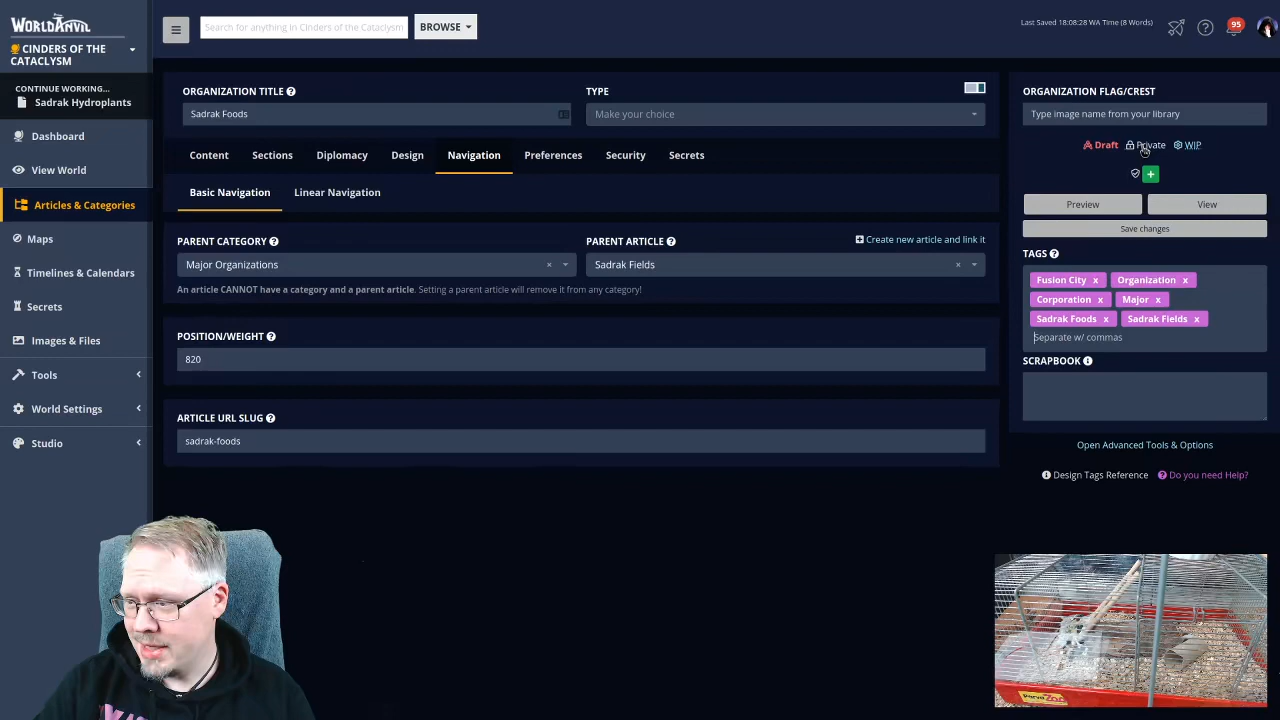 WORLDANVIL
CINDERS OF THE
CATACLYSM
CONTINUE WORKING...
Sadrak Hydroplants
Dashboard
View World
Articles & Categories
Maps
Timelines & Calendars
Secrets
Images & Files
Tools
World Settings
Studio
Search for anything in Cinders of the Cataclysm
BROWSE
Last Saved 18:08:28 WA Time (8 Words)
95
ORGANIZATION TITLE
Sadrak Foods
TYPE
Make your choice
Content Sections Diplomacy Design Navigation Preferences Security Secrets
Basic Navigation Linear Navigation
PARENT CATEGORY
Major Organizations
An article CANNOT have a category and a parent article. Setting a parent article will remove it from any category!
PARENT ARTICLE
Create new article and link it
Sadrak Fields
POSITION/WEIGHT
820
ARTICLE URL SLUG
sadrak-foods
ORGANIZATION FLAG/CREST
Type image name from your library
Draft Private WIP
Preview View
Save changes
TAGS
Fusion City x Organization x
Corporation x Major x
Sadrak Foods x Sadrak Fields x
Separate w/ commas
SCRAPBOOK
Open Advanced Tools & Options
Design Tags Reference Do you need Help?